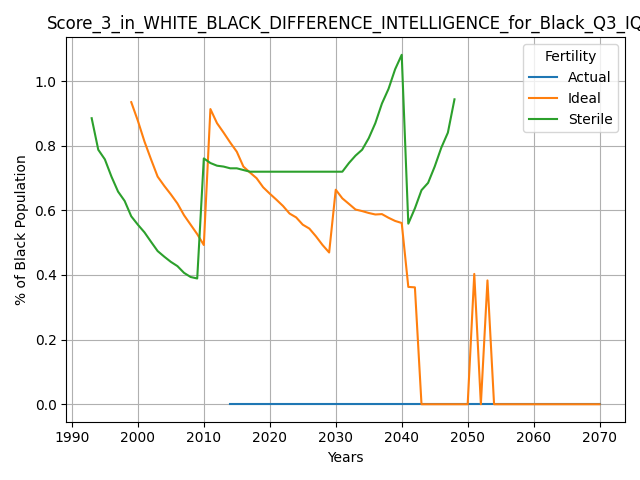 Score_3_in_WHITE_BLACK_DIFFERENCE_INTELLIGENCE_for_Black_Q3_IQ
Fertility
Actual
Ideal
Sterile
% of Black Population
1.0
0.8
0.6
0.4
0.2
0.0
1990 2000 2010 2020 2030 2040 2050 2060 2070
Years